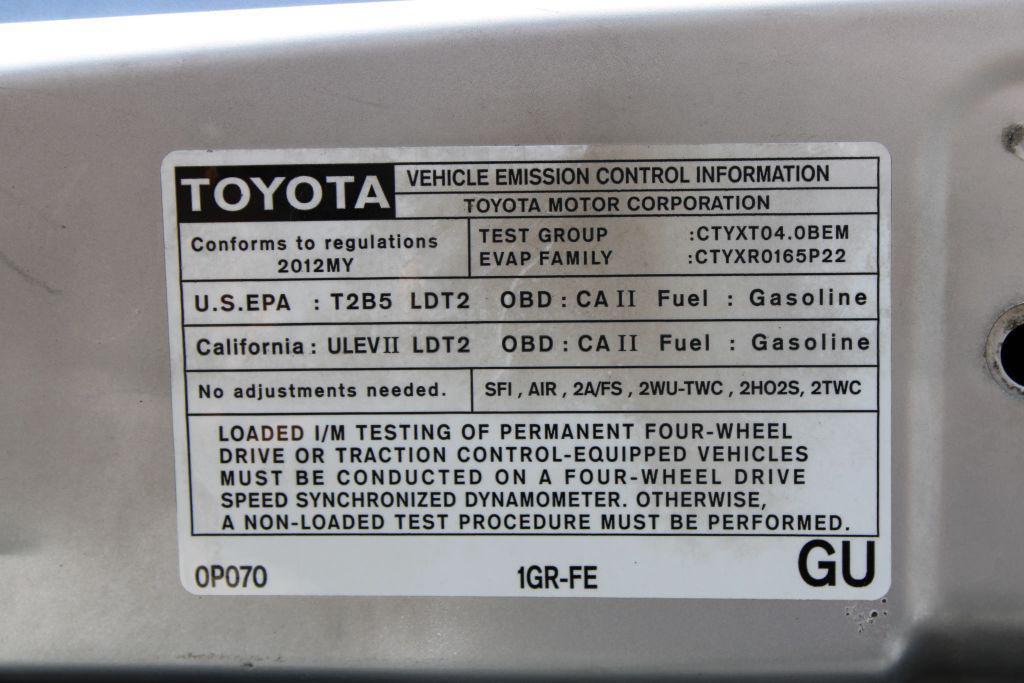 TOYOTA VEHICLE EMISSION CONTROL INFORMATION
TOYOTA MOTOR CORPORATION
Conforms to regulations
2012MY
TEST GROUP :CTYXT04.0BEM
EVAP FAMILY :CTYXR0165P22
U.S.EPA : T2B5 LDT2 OBD : CA II Fuel : Gasoline
California : ULEV II LDT2 OBD : CA II Fuel : Gasoline
No adjustments needed. SFI , AIR , 2A/FS , 2WU-TWC , 2HO2S, 2TWC
LOADED I/M TESTING OF PERMANENT FOUR-WHEEL
DRIVE OR TRACTION CONTROL-EQUIPPED VEHICLES
MUST BE CONDUCTED ON A FOUR-WHEEL DRIVE
SPEED SYNCHRONIZED DYNAMOMETER. OTHERWISE,
A NON-LOADED TEST PROCEDURE MUST BE PERFORMED.
0P070 1GR-FE GU